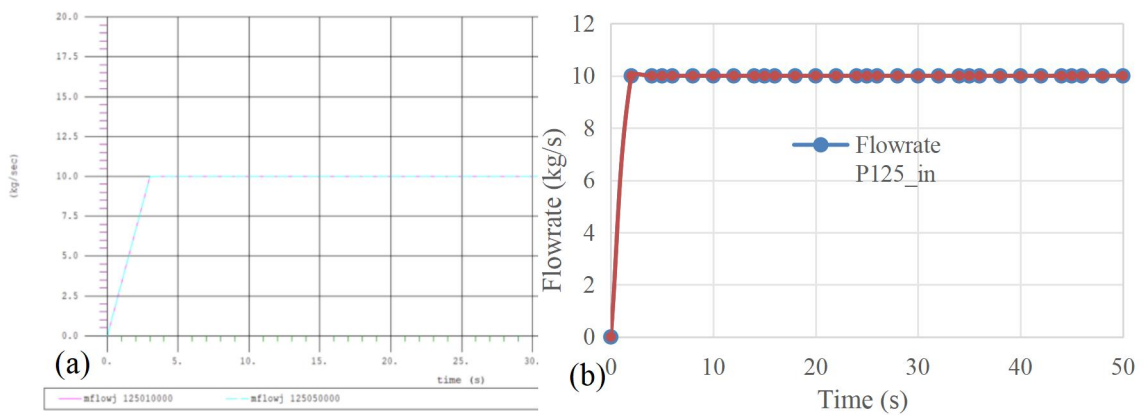 20.0
17.5
15.0
12.5
10.0
7.5
5.0
2.5
0.0
(kg/sec)
0.
5.
10.
15.
20.
25.
30.
time (s)
(a)
mflowj 125010000
mflowj 125050000
12
10
8
6
4
2
0
Flowrate (kg/s)
Flowrate
P125_in
0
10
20
30
40
50
Time (s)
(b)